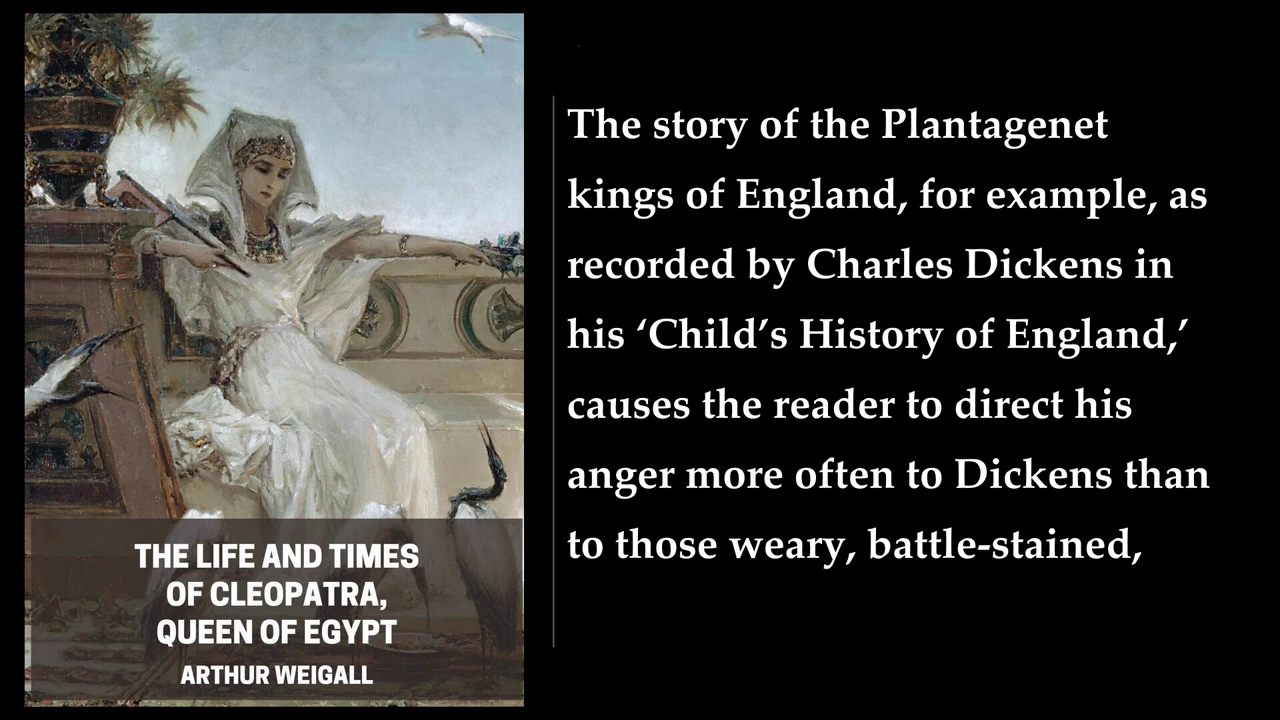 THE LIFE AND TIMES
OF CLEOPATRA,
QUEEN OF EGYPT
ARTHUR WEIGALL
The story of the Plantagenet
kings of England, for example, as
recorded by Charles Dickens in
his ‘Child’s History of England,’
causes the reader to direct his
anger more often to Dickens than
to those weary, battle-stained,